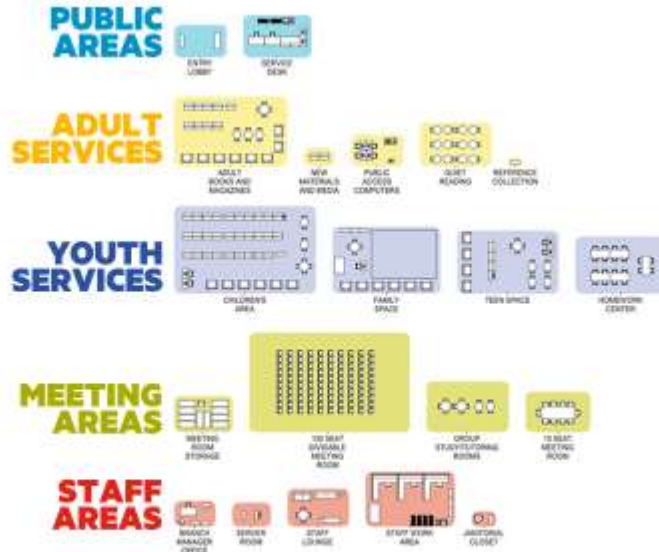 PUBLIC
AREAS
ENTRY
LOBBY
SERVICE
DESK
ADULT
SERVICES
ADULT
BOOKS AND
MAGAZINES
NEW
MATERIALS
AND MEDIA
PUBLIC
ACCESS
COMPUTERS
QUIET
READING
REFERENCE
COLLECTION
YOUTH
SERVICES
CHILDREN'S
AREA
FAMILY
SPACE
TEEN SPACE
HOMEWORK
CENTER
MEETING
AREAS
MEETING
ROOM
STORAGE
SEAT
DIVISIBLE
MEETING
ROOM
GROUP
STUDY/TUTORING
ROOMS
10 SEAT
MEETING
ROOM
STAFF
AREAS
BRANCH
MANAGER
OFFICE
SERVER
ROOM
STAFF
LOUNGE
STAFF WORK
AREA
JANITORIAL
CLOSET